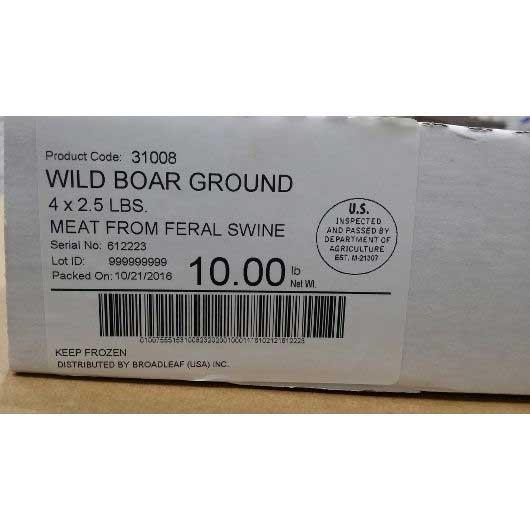 Product Code: 31008
WILD BOAR GROUND
4 x 2.5 LBS.
MEAT FROM FERAL SWINE
Serial No: 612223
Lot ID: 999999999
Packed On: 10/21/2016
10.00 lb
Net Wt.
U.S.
INSPECTED
AND PASSED BY
DEPARTMENT OF
AGRICULTURE
EST. M-21307
KEEP FROZEN
DISTRIBUTED BY BROADLEAF (USA) INC.